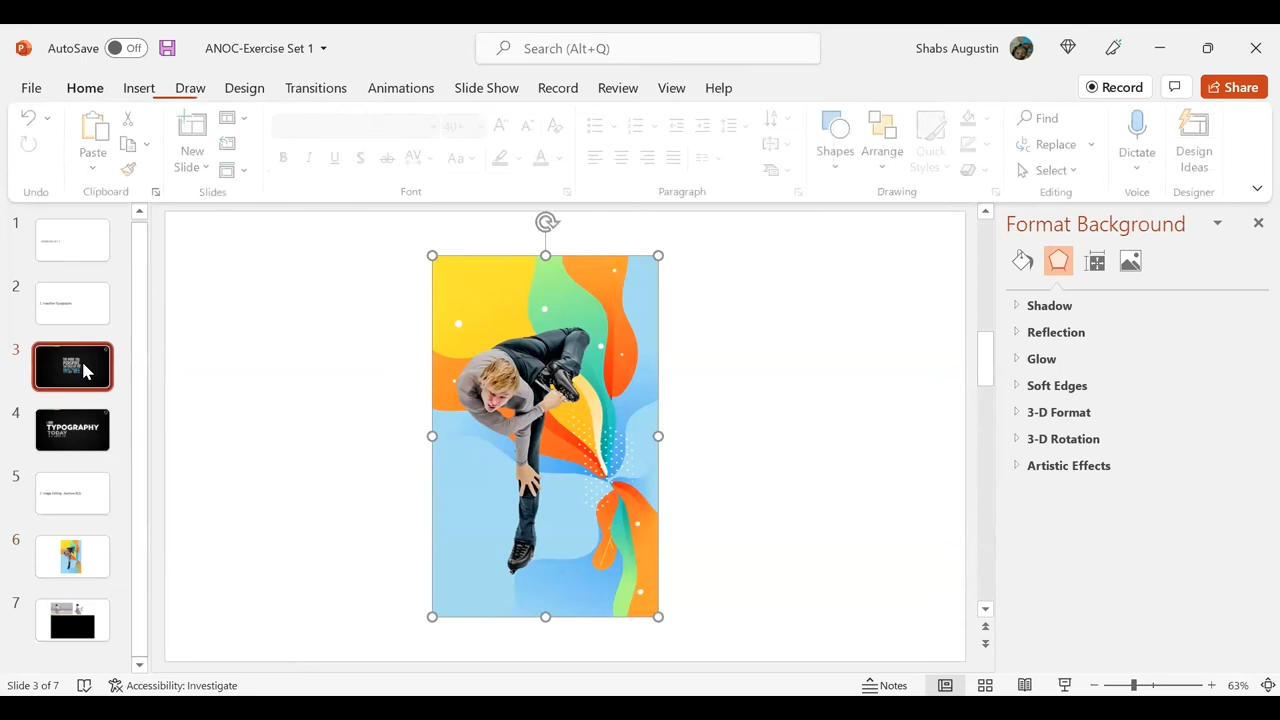 AutoSave Off ANOC-Exercise Set 1 Search (Alt+Q) Shabs Augustin
File Home Insert Draw Design Transitions Animations Slide Show Record Review View Help Record Share
Paste New Slide 40+ Shapes Arrange Quick Styles Find Replace Select Dictate Design Ideas
Undo Clipboard Slides Font Paragraph Drawing Editing Voice Designer
Format Background
Shadow
Reflection
Glow
Soft Edges
3-D Format
3-D Rotation
Artistic Effects
1
2
3
4
TYPOGRAPHY
TODAY
5
6
7
Slide 3 of 7 Accessibility: Investigate Notes 63%